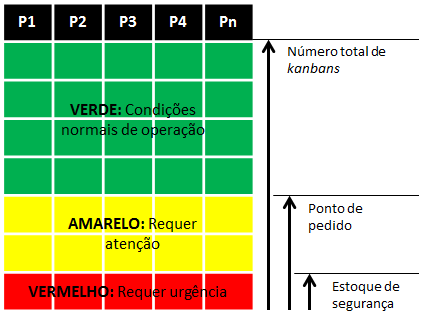 P1 P2 P3 P4 Pn
Número total de
kanbans
VERDE: Condições
normais de operação
Ponto de
pedido
AMARELO: Requer
atenção
VERMELHO: Requer urgência
Estoque de
segurança